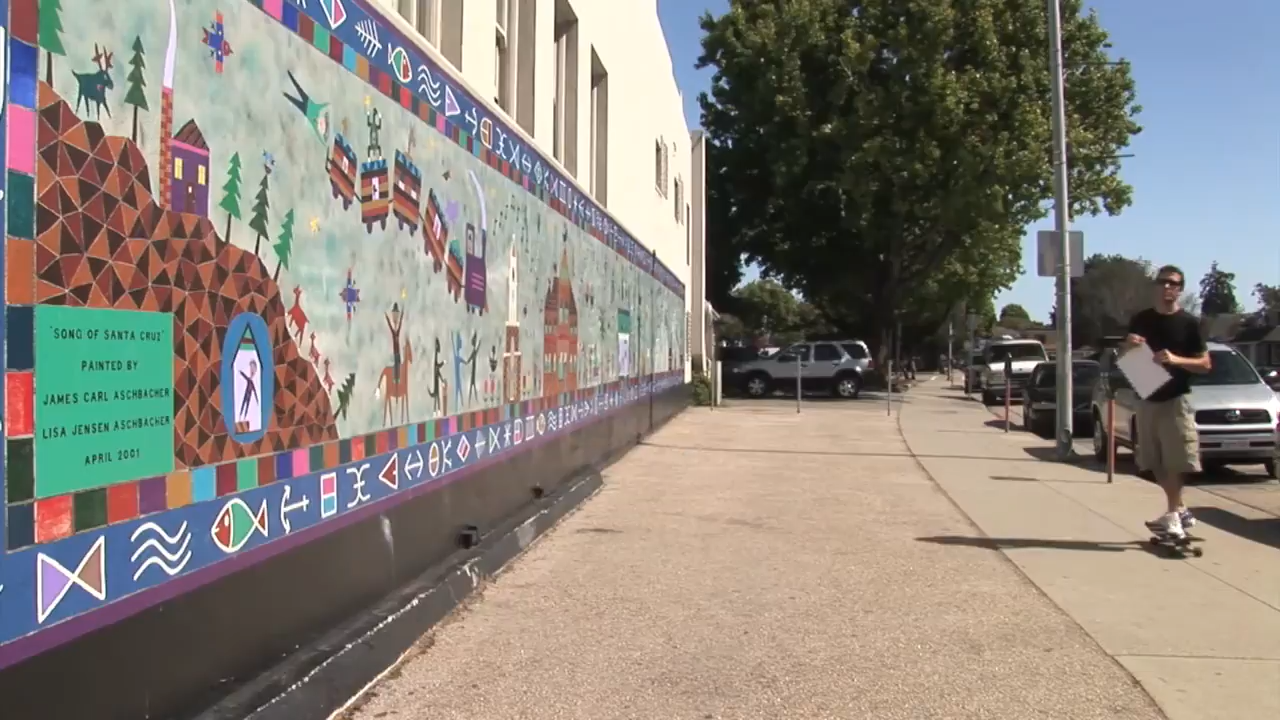 "SONG OF SANTA CRUZ"
PAINTED BY
JAMES CARL ASCHBACHER
LISA JENSEN ASCHBACHER
APRIL 2001